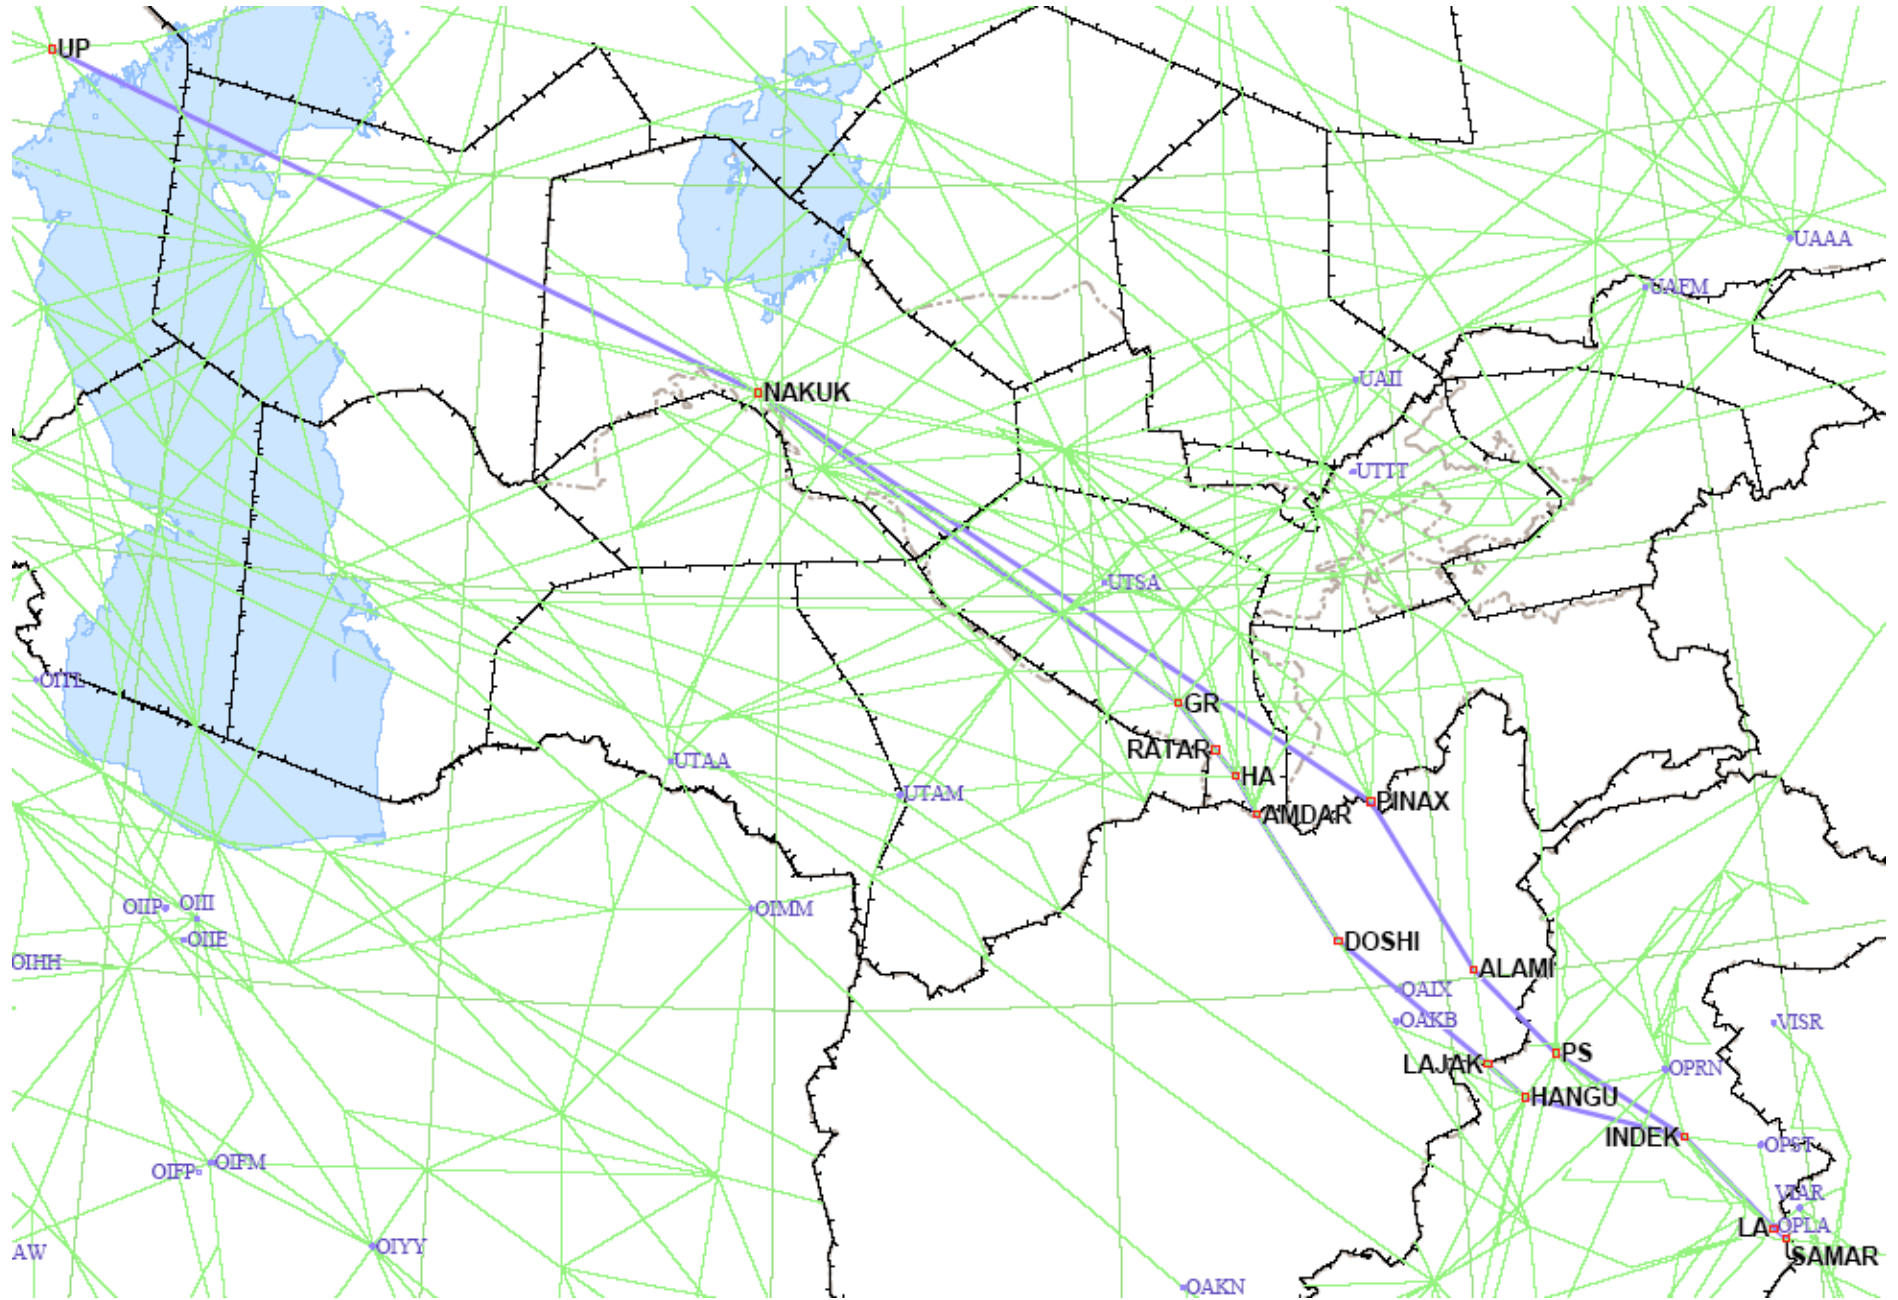 UP
UAAA
UAFM
UAII
NAKUK
UTTT
UTSA
OITL
GR
RATAR
UTAA
HA
UTAM
PINAX
AMDAR
OIIP
OIII
OIMM
OIIE
DOSHI
OIHH
ALAMI
OAIX
OAKB
VISR
PS
LAJAK
OPRN
HANGU
INDEK
OPST
OIFP
OIFM
VIAR
LA
OPLA
AW
OIYY
SAMAR
OAKN